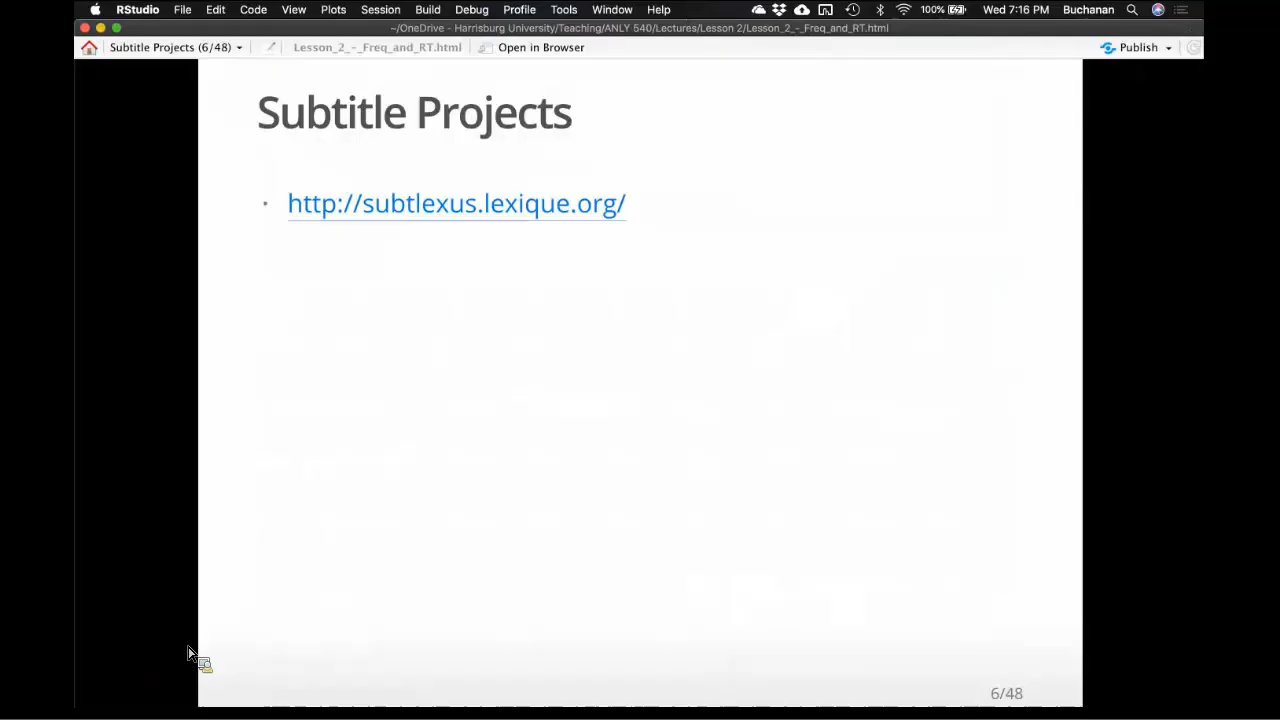 RStudio File Edit Code View Plots Session Build Debug Profile Tools Window Help 100% Wed 7:16 PM Buchanan
~/OneDrive - Harrisburg University/Teaching/ANLY 540/Lectures/Lesson 2/Lesson_2_-_Freq_and_RT.html
Subtitle Projects (6/48) Lesson_2_-_Freq_and_RT.html Open in Browser Publish
Subtitle Projects
• http://subtlexus.lexique.org/
6/48